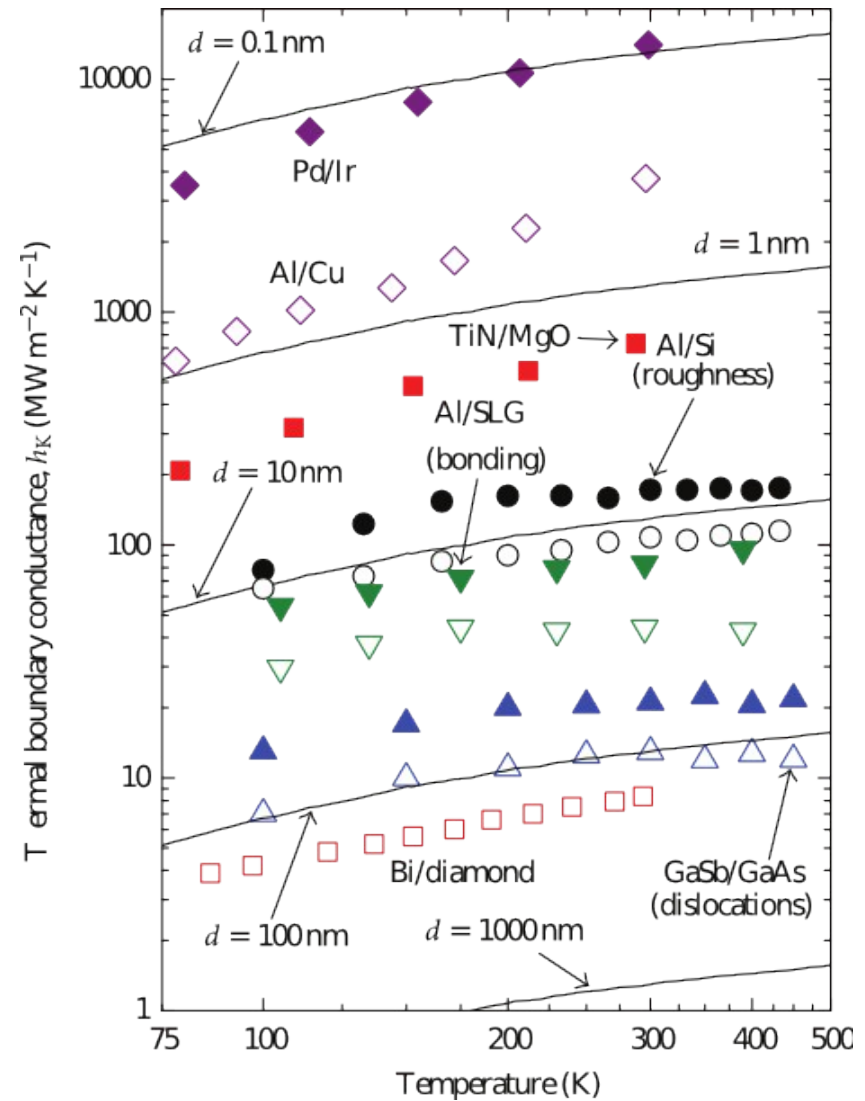 d = 0.1 nm
10000
Pd/Ir
d = 1 nm
Al/Cu
1000
TiN/MgO
Al/Si
(roughness)
Al/SLG
(bonding)
d = 10 nm
100
10
Bi/diamond
GaSb/GaAs
(dislocations)
d = 100 nm
d = 1000 nm
1
75
100
200
300
400
500
Temperature (K)
T ermal boundary conductance, hK (MW m−2 K−1)